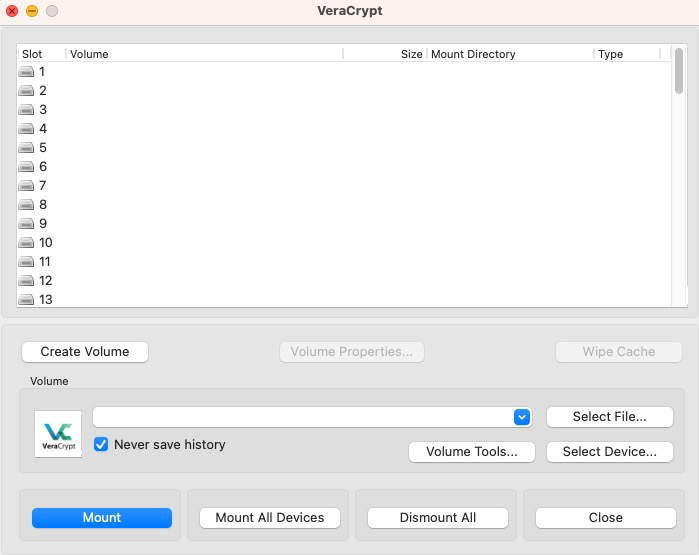 VeraCrypt
Slot Volume Size Mount Directory Type
1
2
3
4
5
6
7
8
9
10
11
12
13
Create Volume Volume Properties... Wipe Cache
Volume
VeraCrypt
Select File...
Never save history
Volume Tools... Select Device...
Mount Mount All Devices Dismount All Close